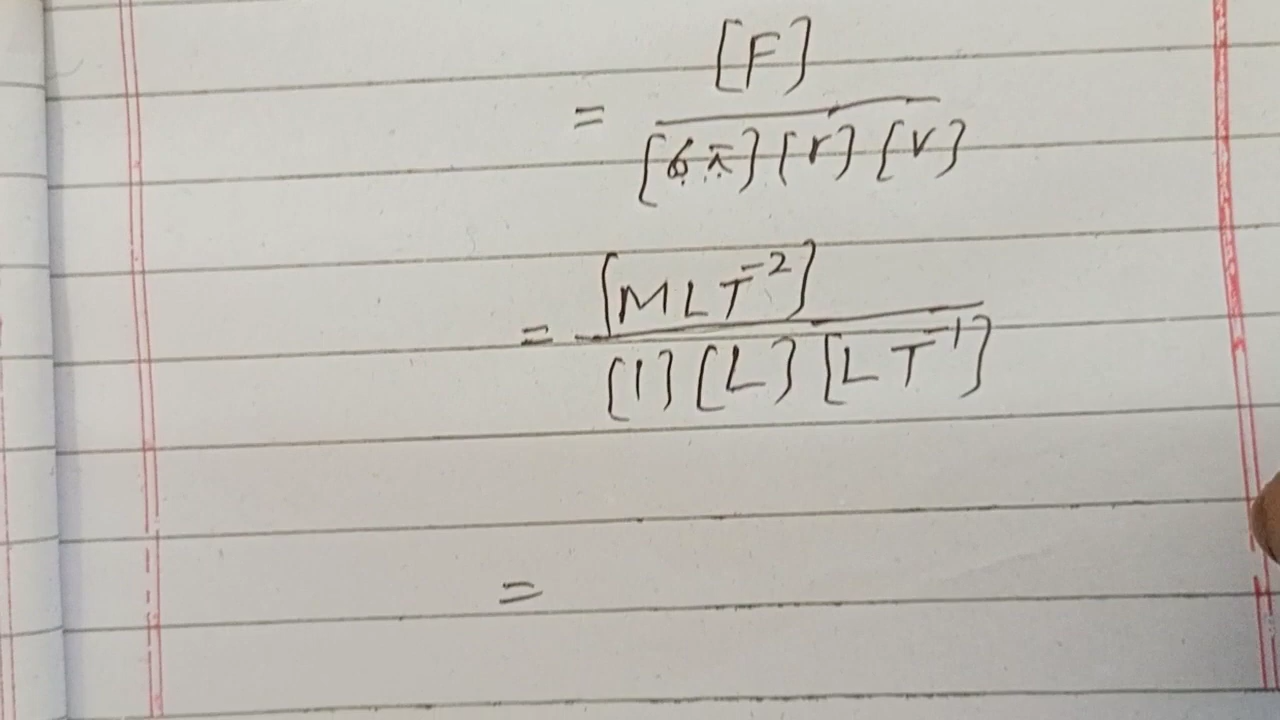 [F]
= ―――
[6π][r][v]
[MLT⁻²]
= ―――
[1][L][LT⁻¹]
=